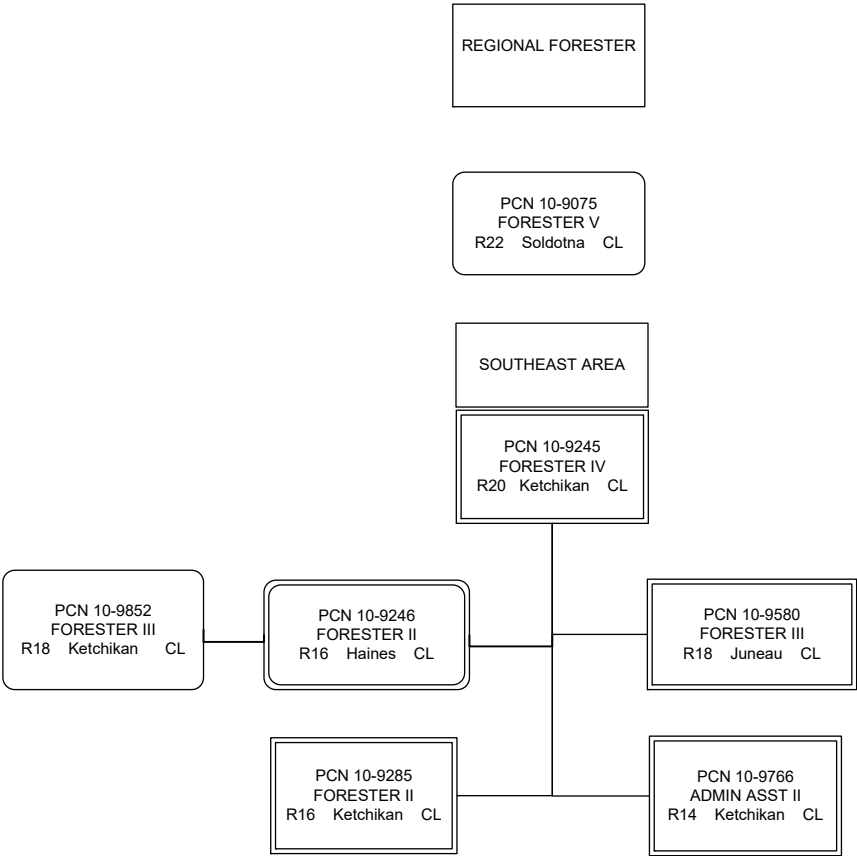 REGIONAL FORESTER
PCN 10-9075
FORESTER V
R22 Soldotna CL
SOUTHEAST AREA
PCN 10-9245
FORESTER IV
R20 Ketchikan CL
PCN 10-9852
FORESTER III
R18 Ketchikan CL
PCN 10-9246
FORESTER II
R16 Haines CL
PCN 10-9580
FORESTER III
R18 Juneau CL
PCN 10-9285
FORESTER II
R16 Ketchikan CL
PCN 10-9766
ADMIN ASST II
R14 Ketchikan CL